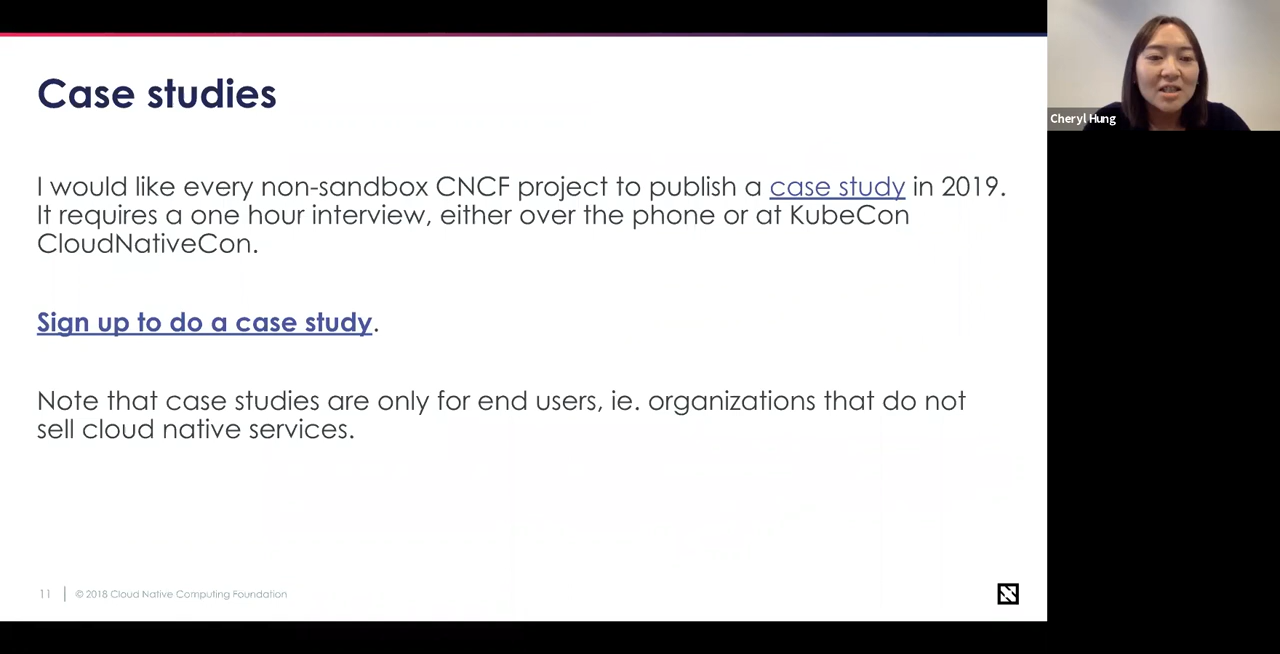 Case studies
I would like every non-sandbox CNCF project to publish a case study in 2019.
It requires a one hour interview, either over the phone or at KubeCon
CloudNativeCon.
Sign up to do a case study.
Note that case studies are only for end users, ie. organizations that do not
sell cloud native services.
11 | © 2018 Cloud Native Computing Foundation
Cheryl Hung